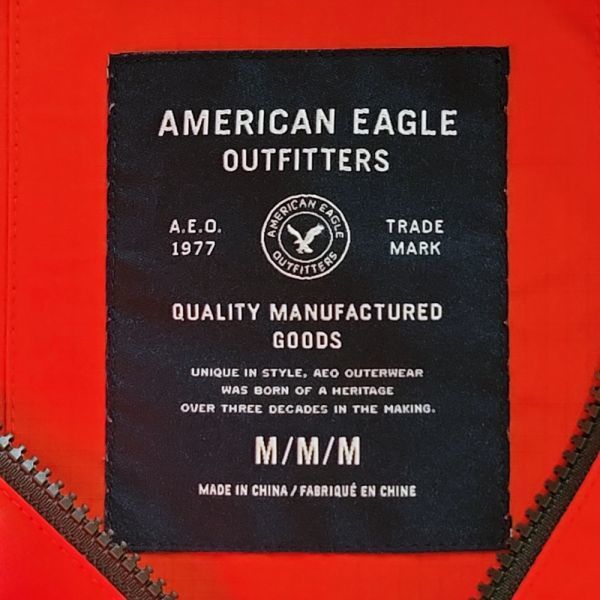 AMERICAN EAGLE
OUTFITTERS
A.E.O.
1977
AMERICAN EAGLE
OUTFITTERS
TRADE
MARK
QUALITY MANUFACTURED
GOODS
UNIQUE IN STYLE, AEO OUTERWEAR
WAS BORN OF A HERITAGE
OVER THREE DECADES IN THE MAKING.
M/M/M
MADE IN CHINA / FABRIQUÉ EN CHINE